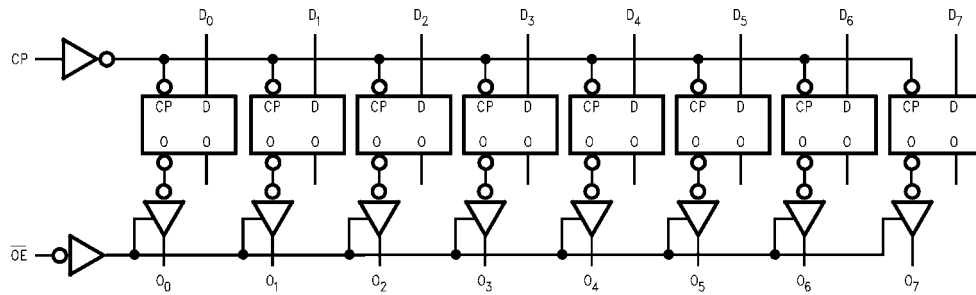 D0 D1 D2 D3 D4 D5 D6 D7
CP
CP D CP D CP D CP D CP D CP D CP D CP D
O O O O O O O O O O O O O O O O
OE
O0 O1 O2 O3 O4 O5 O6 O7